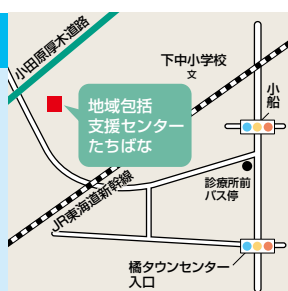 小田原厚木道路
下中小学校
文
小船
地域包括
支援センター
たちばな
診療所前
バス停
JR東海道新幹線
橘タウンセンター
入口